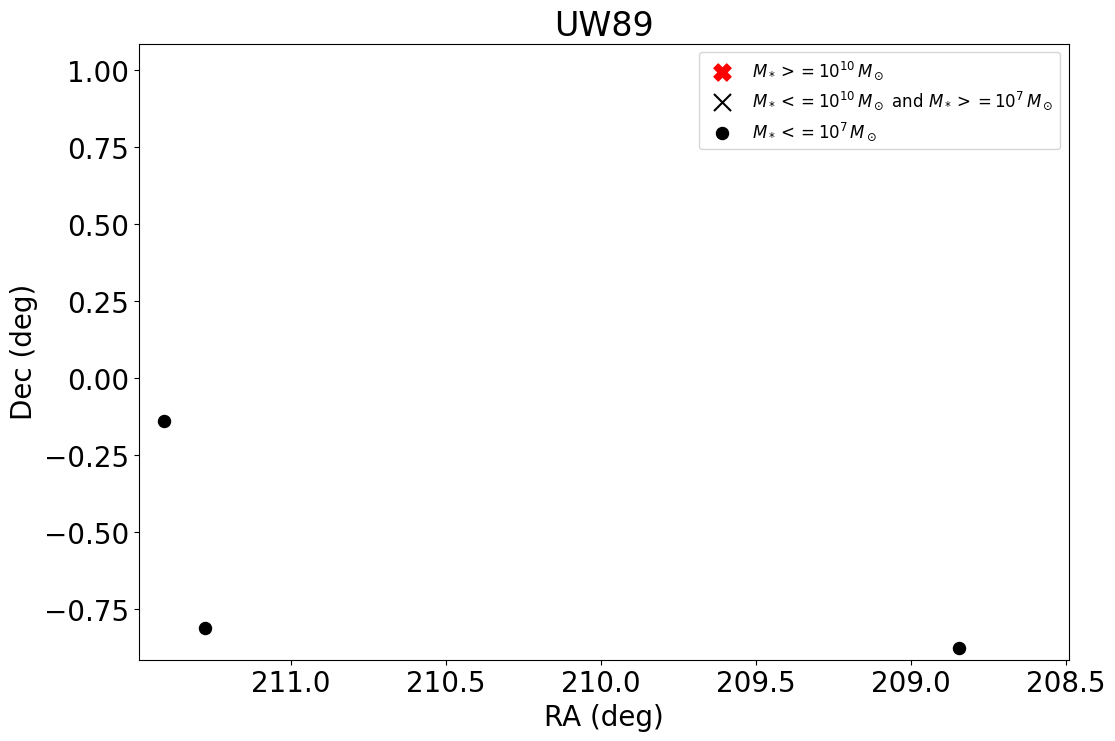 UW89
M* >= 10^10 M⊙
M* <= 10^10 M⊙ and M* >= 10^7 M⊙
M* <= 10^7 M⊙
1.00
0.75
0.50
0.25
0.00
−0.25
−0.50
−0.75
Dec (deg)
211.0 210.5 210.0 209.5 209.0 208.5
RA (deg)